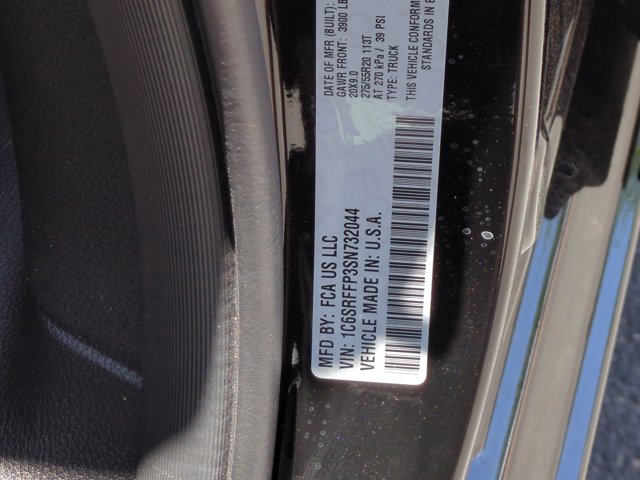 MFD BY: FCA US LLC
VIN: 1C6SRFFP3SN732044
VEHICLE MADE IN: U.S.A.
DATE OF MFR (BUILT):
GAWR FRONT: 3900 LB
20X9.0
275/55R20 113T
AT 270 kPa / 39 PSI
TYPE: TRUCK
THIS VEHICLE CONFORM
STANDARDS IN E